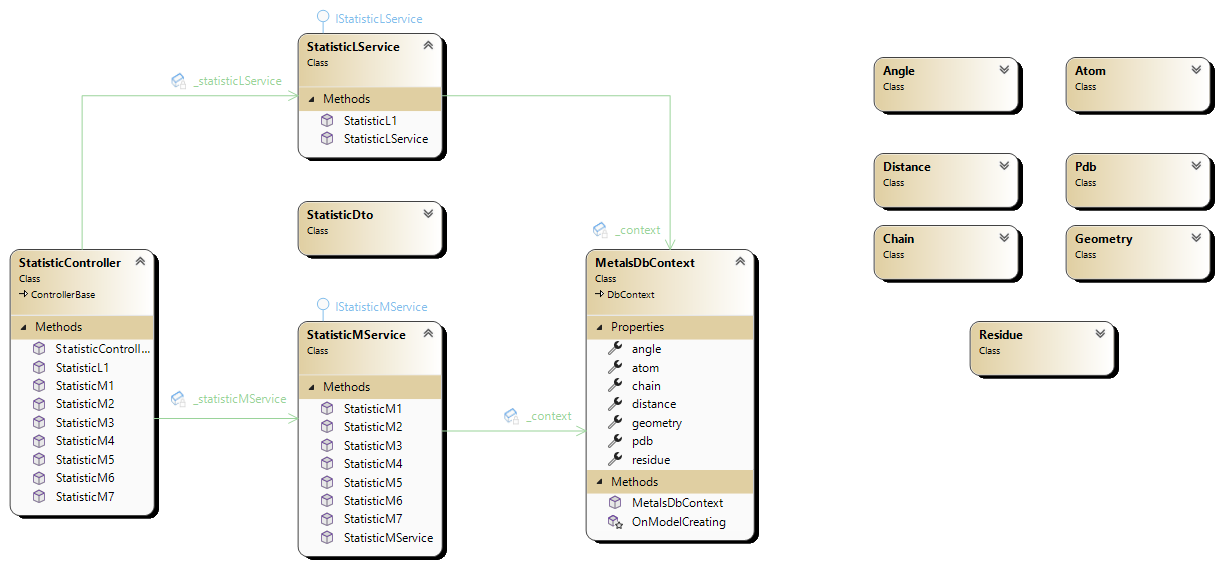 IStatisticLService
StatisticLService
Class
Methods
StatisticL1
StatisticLService
_statisticLService
StatisticDto
Class
_context
StatisticController
Class
ControllerBase
Methods
StatisticControll...
StatisticL1
StatisticM1
StatisticM2
StatisticM3
StatisticM4
StatisticM5
StatisticM6
StatisticM7
_statisticMService
IStatisticMService
StatisticMService
Class
Methods
StatisticM1
StatisticM2
StatisticM3
StatisticM4
StatisticM5
StatisticM6
StatisticM7
StatisticMService
_context
MetalsDbContext
Class
DbContext
Properties
angle
atom
chain
distance
geometry
pdb
residue
Methods
MetalsDbContext
OnModelCreating
Angle
Class
Atom
Class
Distance
Class
Pdb
Class
Chain
Class
Geometry
Class
Residue
Class